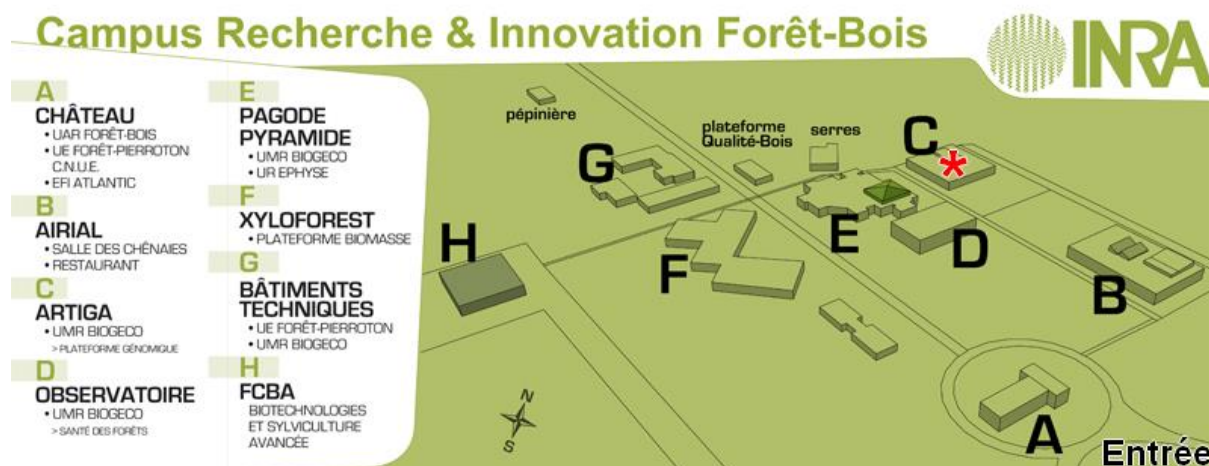 Campus Recherche & Innovation Forêt-Bois
INRA
A
CHÂTEAU
• UAR FORÊT-BOIS
• UE FORÊT-PIERROTON
C.N.U.E.
• EFI ATLANTIC
B
AIRIAL
• SALLE DES CHÊNAIES
• RESTAURANT
C
ARTIGA
• UMR BIOGECO
> PLATEFORME GÉNOMIQUE
D
OBSERVATOIRE
• UMR BIOGECO
> SANTÉ DES FORÊTS
E
PAGODE
PYRAMIDE
• UMR BIOGECO
• UR EPHYSE
F
XYLOFOREST
• PLATEFORME BIOMASSE
G
BÂTIMENTS
TECHNIQUES
• UE FORÊT-PIERROTON
• UMR BIOGECO
H
FCBA
BIOTECHNOLOGIES
ET SYLVICULTURE
AVANCÉE
pépinière
plateforme
Qualité-Bois
serres
C
*
G
E
D
H
F
B
N
S
A
Entrée